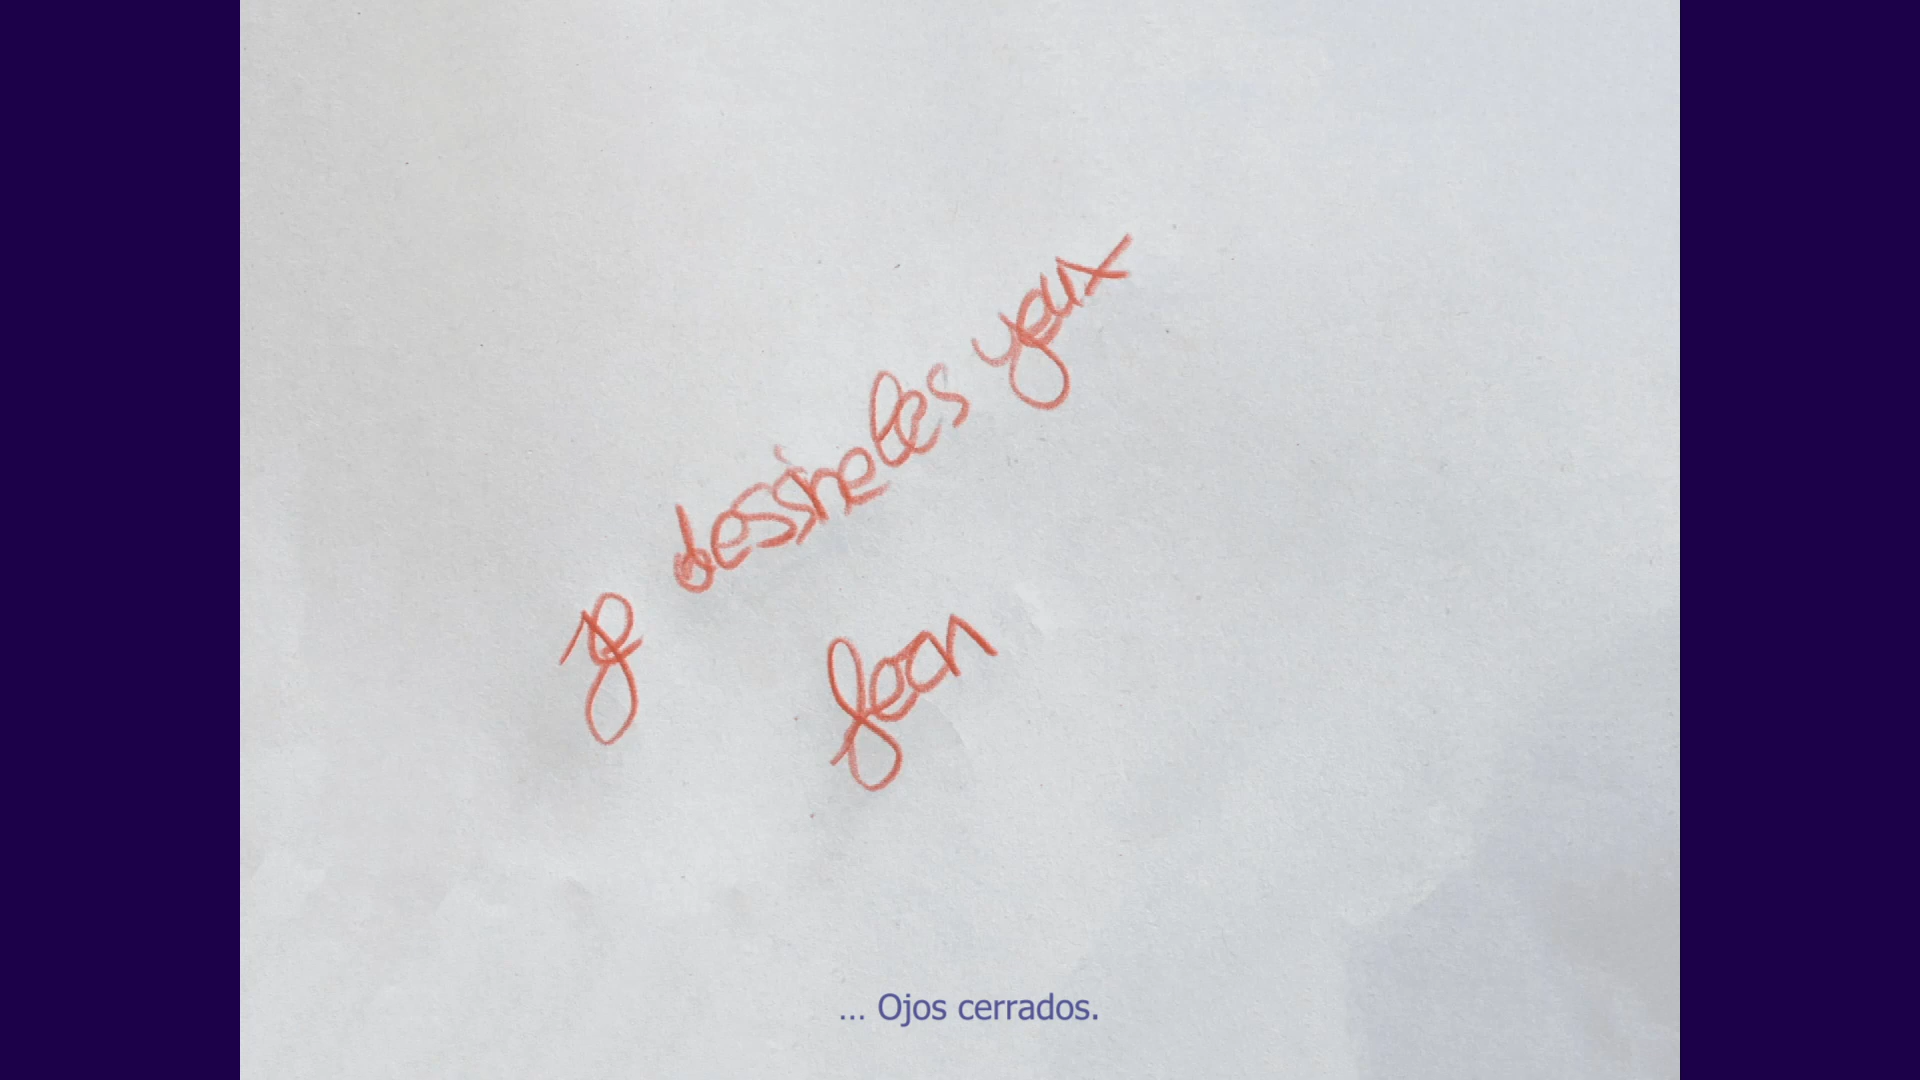 je dessine les yeux
... Ojos cerrados.